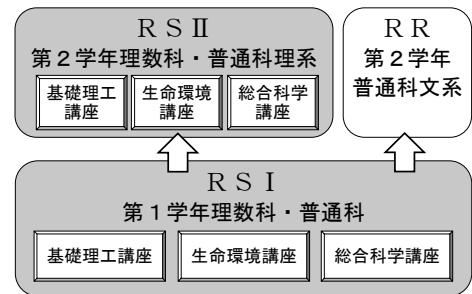 ＲＳⅡ
第２学年理数科・普通科理系
基礎理工
講座
生命環境
講座
総合科学
講座
ＲＲ
第２学年
普通科文系
ＲＳⅠ
第１学年理数科・普通科
基礎理工講座
生命環境講座
総合科学講座